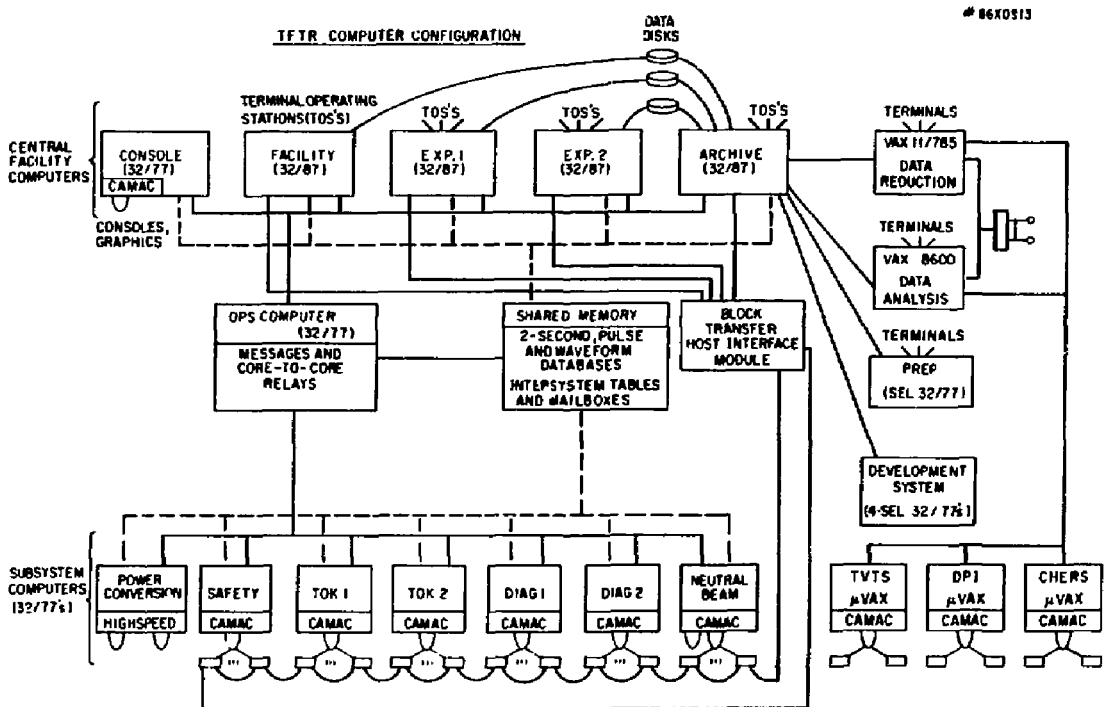 # 86X0513
TFTR COMPUTER CONFIGURATION
DATA
DISKS
CENTRAL
FACILITY
COMPUTERS
TERMINAL OPERATING
STATIONS (TOS'S)
TOS'S
TOS'S
TOS'S
CONSOLE
(32/77)
CAMAC
CONSOLES,
GRAPHICS
FACILITY
(32/87)
EXP. 1
(32/87)
EXP. 2
(32/87)
ARCHIVE
(32/87)
TERMINALS
VAX 11/785
DATA
REDUCTION
TERMINALS
VAX 8600
DATA
ANALYSIS
TERMINALS
PREP
(SEL 32/77)
DEVELOPMENT
SYSTEM
(4-SEL 32/77's)
OPS COMPUTER
(32/77)
MESSAGES AND
CORE-TO-CORE
RELAYS
SHARED MEMORY
2-SECOND, PULSE
AND WAVEFORM
DATABASES
INTEPSYSTEM TABLES
AND MAILBOXES
BLOCK
TRANSFER
HOST INTERFACE
MODULE
SUBSYSTEM
COMPUTERS
(32/77's)
POWER
CONVERSION
HIGHSPEED
SAFETY
CAMAC
TOK 1
CAMAC
TOK 2
CAMAC
DIAG 1
CAMAC
DIAG 2
CAMAC
NEUTRAL
BEAM
CAMAC
TVTS
μVAX
CAMAC
DPI
μVAX
CAMAC
CHERS
μVAX
CAMAC